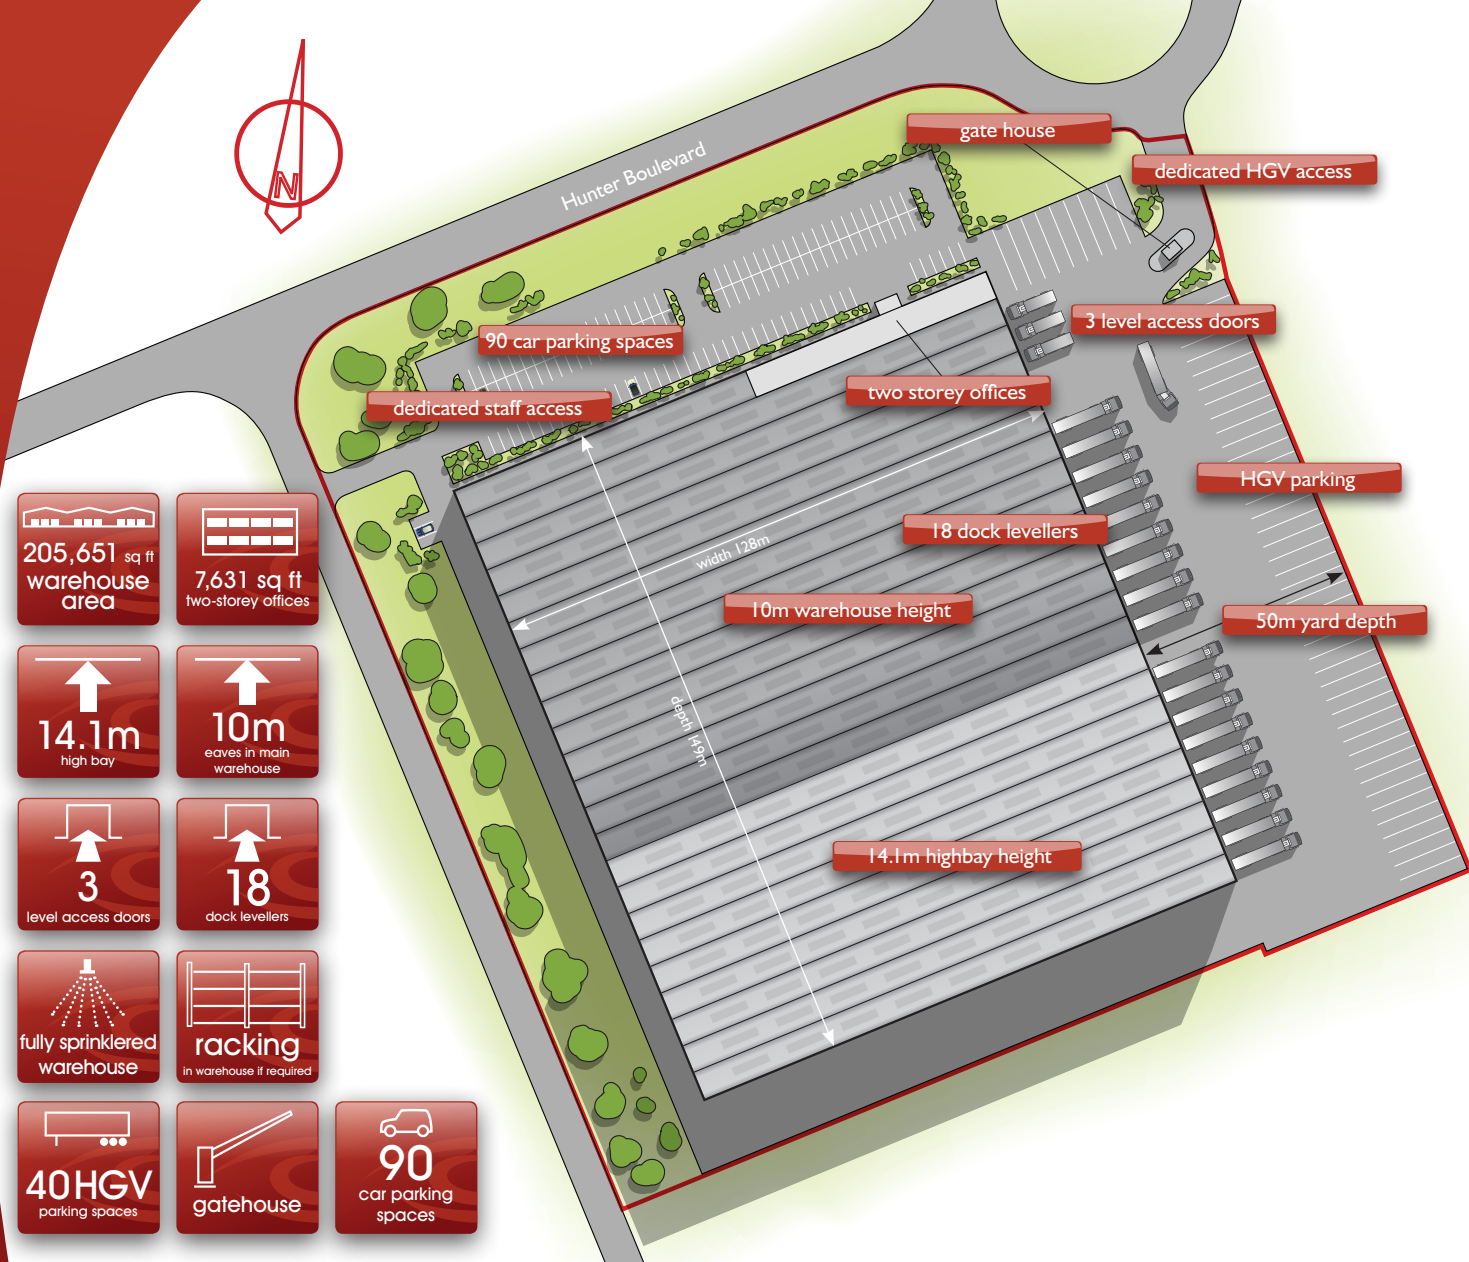 N
Hunter Boulevard
gate house
dedicated HGV access
3 level access doors
90 car parking spaces
two storey offices
dedicated staff access
HGV parking
18 dock levellers
width 128m
10m warehouse height
50m yard depth
depth 149m
14.1m highbay height
205,651 sq ft
warehouse
area
7,631 sq ft
two-storey offices
14.1m
high bay
10m
eaves in main
warehouse
3
level access doors
18
dock levellers
fully sprinklered
warehouse
racking
in warehouse if required
40 HGV
parking spaces
gatehouse
90
car parking
spaces